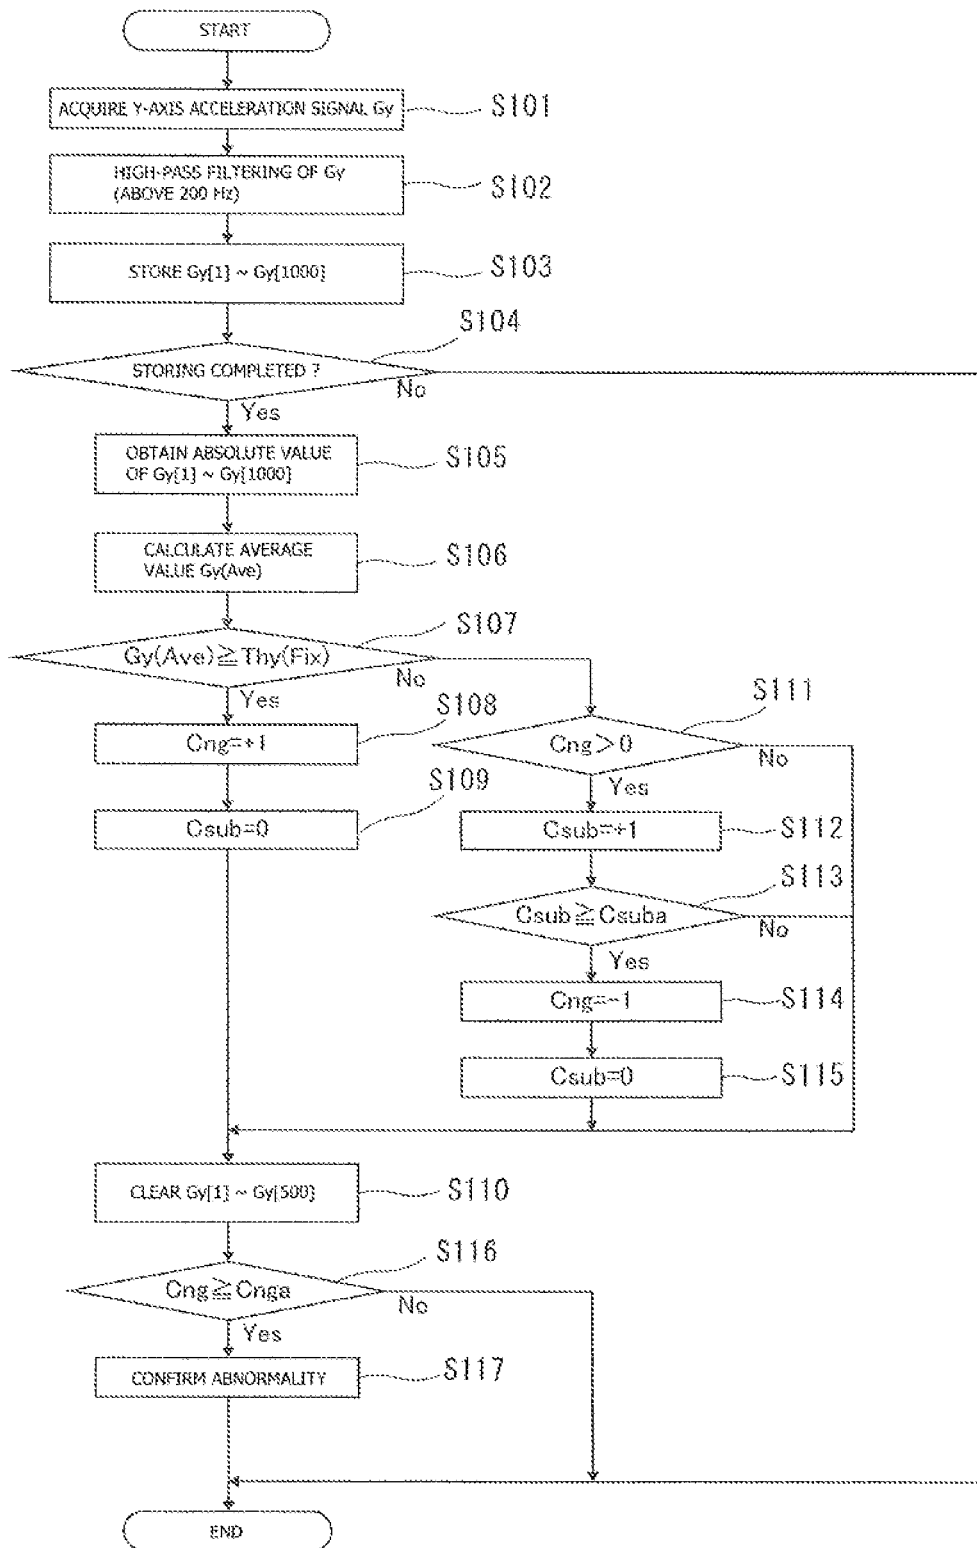 START
ACQUIRE Y-AXIS ACCELERATION SIGNAL Gy
S101
HIGH-PASS FILTERING OF Gy
(ABOVE 200 Hz)
S102
STORE Gy[1] ~ Gy[1000]
S103
S104
STORING COMPLETED ?
No
Yes
OBTAIN ABSOLUTE VALUE
OF Gy[1] ~ Gy[1000]
S105
CALCULATE AVERAGE
VALUE Gy(Ave)
S106
S107
Gy(Ave)≧Thy(Fix)
No
Yes
S108
Cng=+1
S109
Csub=0
S111
Cng>0
No
Yes
Csub=+1
S112
S113
Csub≧Csuba
No
Yes
Cng=-1
S114
Csub=0
S115
CLEAR Gy[1] ~ Gy[500]
S110
S116
Cng≧Cnga
No
Yes
CONFIRM ABNORMALITY
S117
END